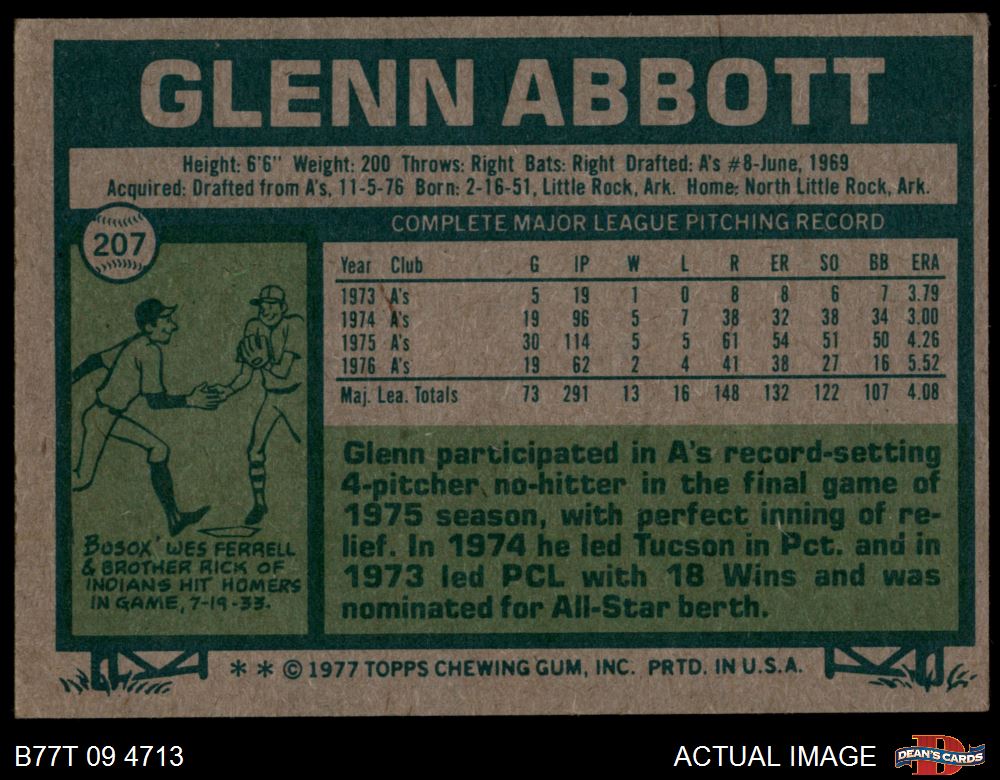 GLENN ABBOTT
Height: 6'6" Weight: 200 Throws: Right Bats: Right Drafted: A's #8-June, 1969
Acquired: Drafted from A's, 11-5-76 Born: 2-16-51, Little Rock, Ark. Home: North Little Rock, Ark.
207
COMPLETE MAJOR LEAGUE PITCHING RECORD
Year Club G IP W L R ER SO BB ERA
1973 A's 5 19 1 0 8 8 6 7 3.79
1974 A's 19 96 5 7 38 32 38 34 3.00
1975 A's 30 114 5 5 61 54 51 50 4.26
1976 A's 19 62 2 4 41 38 27 16 5.52
Maj. Lea. Totals 73 291 13 16 148 132 122 107 4.08
BOSOX' WES FERRELL
& BROTHER RICK OF
INDIANS HIT HOMERS
IN GAME, 7-19-33.
Glenn participated in A's record-setting
4-pitcher no-hitter in the final game of
1975 season, with perfect inning of re-
lief. In 1974 he led Tucson in Pct. and in
1973 led PCL with 18 Wins and was
nominated for All-Star berth.
* * © 1977 TOPPS CHEWING GUM, INC. PRTD. IN U.S.A.
B77T 09 4713
ACTUAL IMAGE
D
DEAN'S CARDS